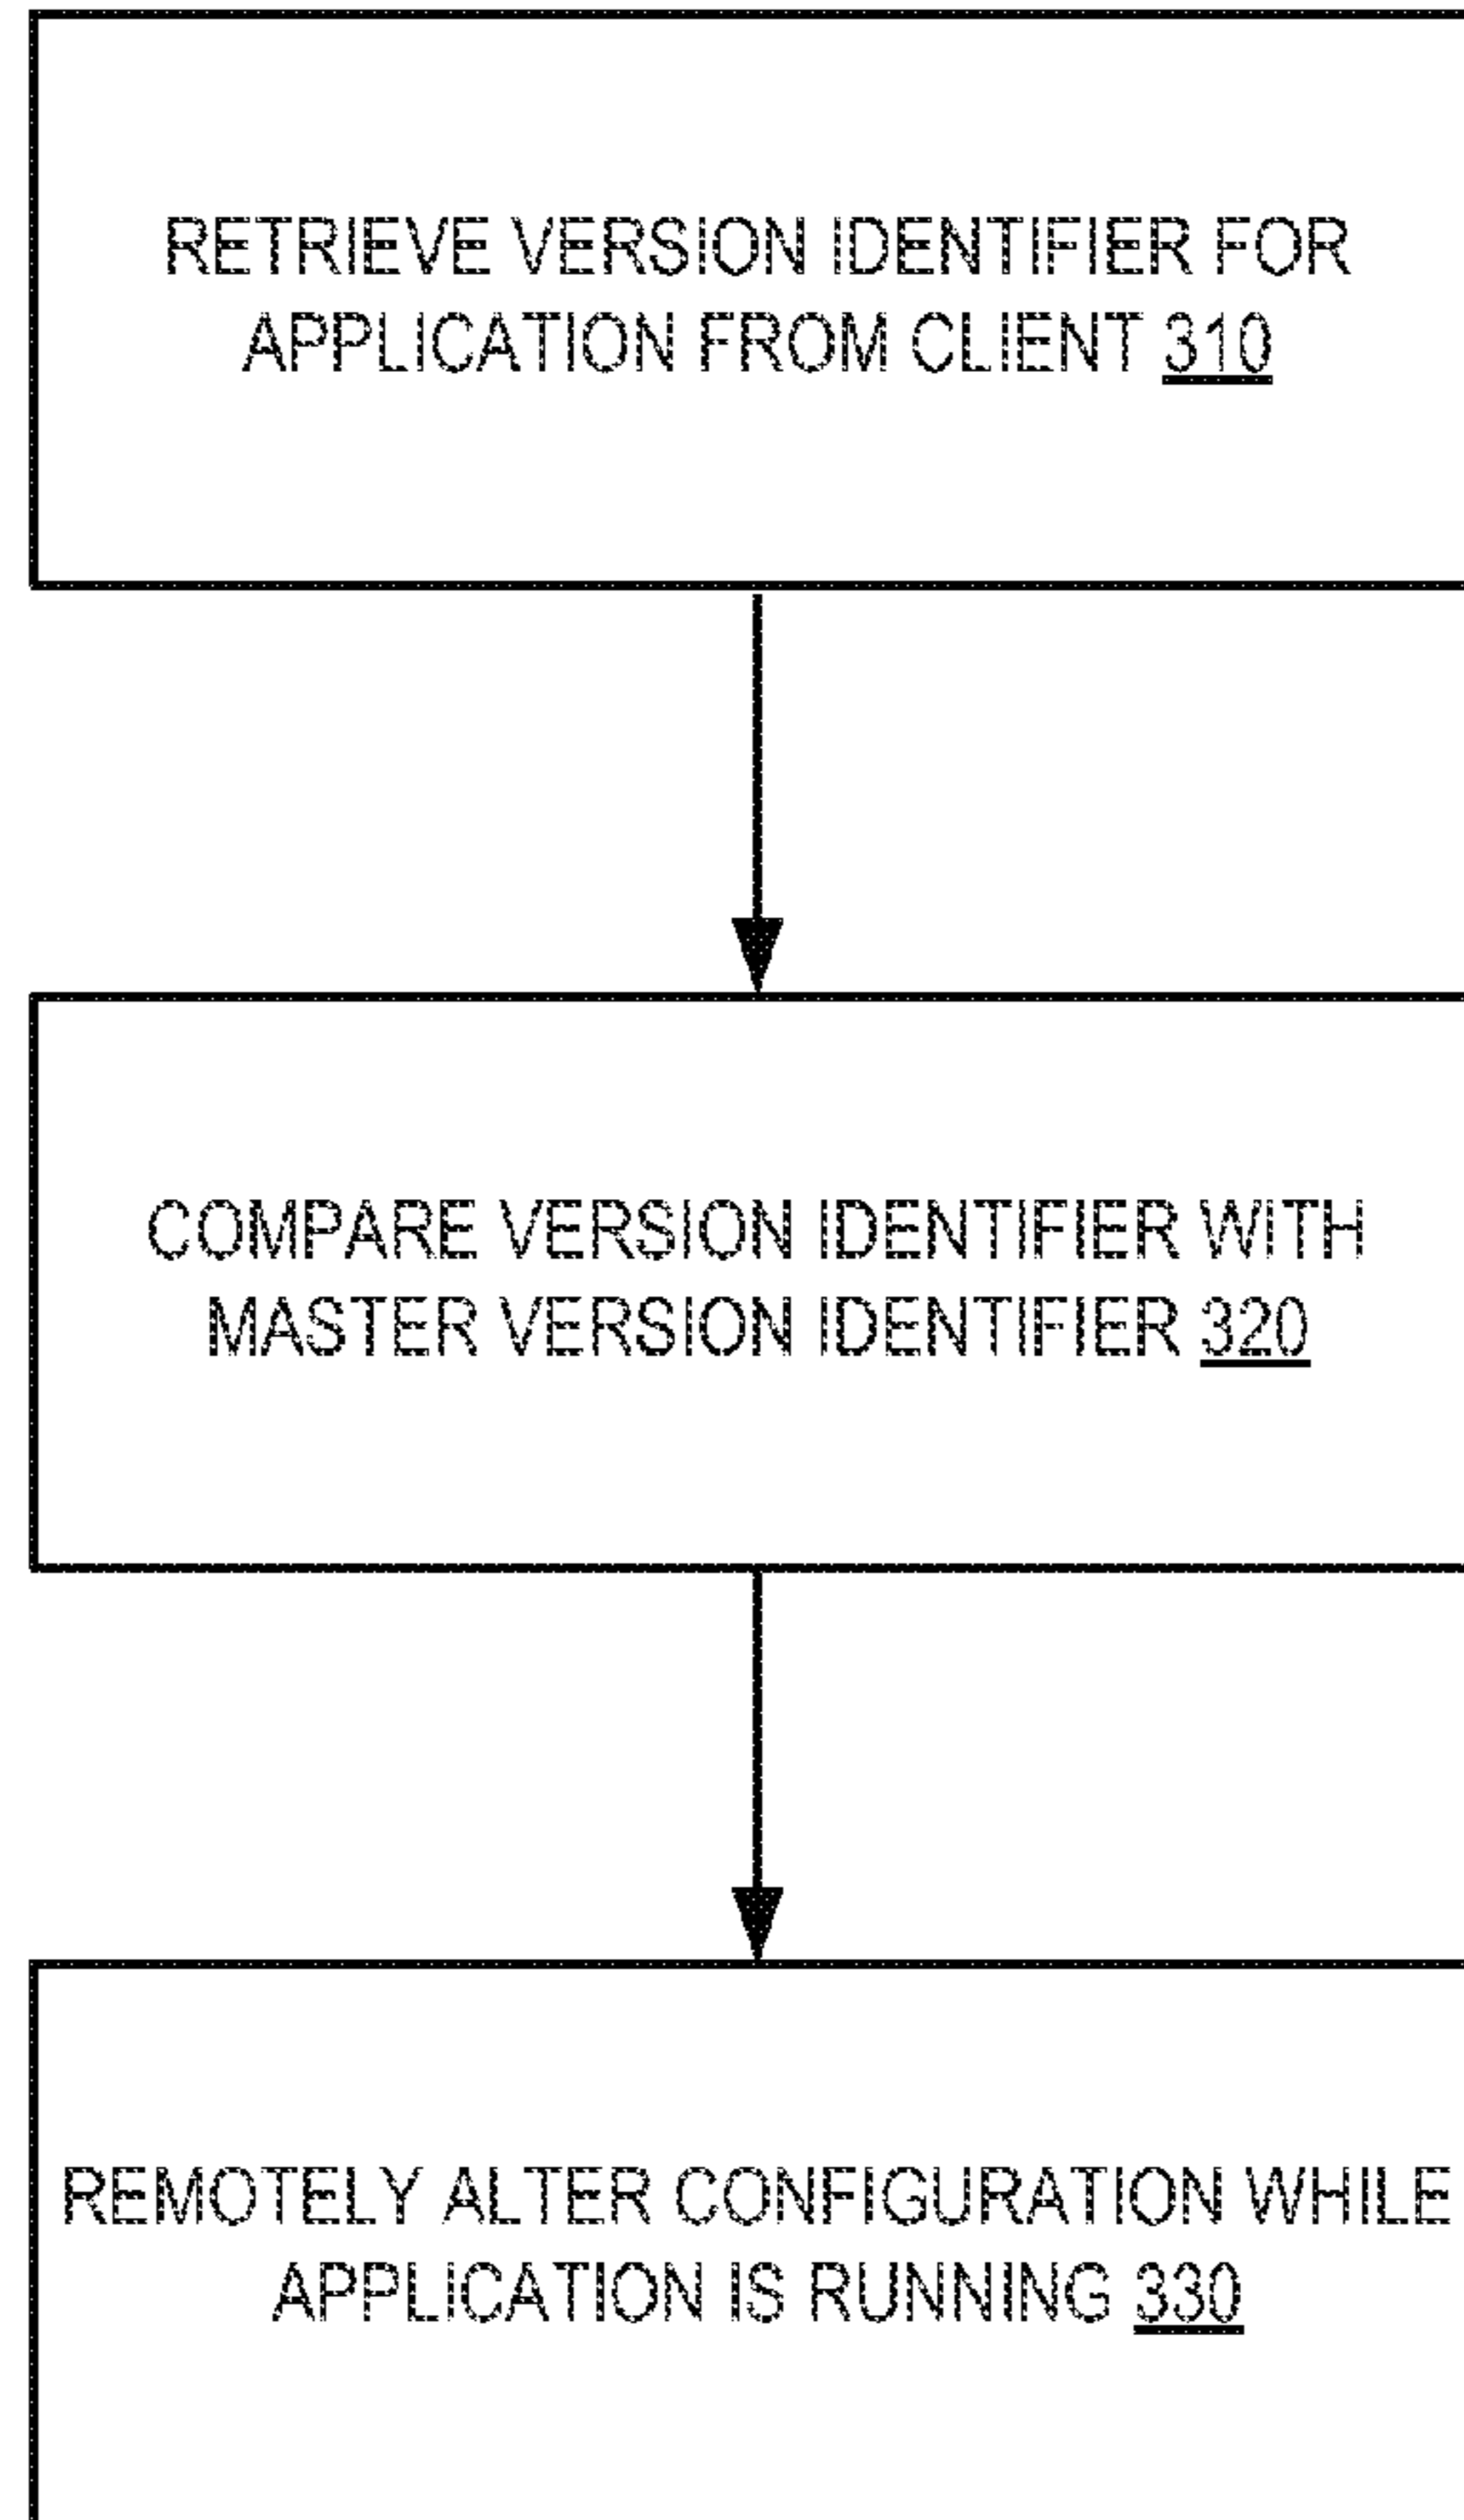 RETRIEVE VERSION IDENTIFIER FOR
APPLICATION FROM CLIENT 310
COMPARE VERSION IDENTIFIER WITH
MASTER VERSION IDENTIFIER 320
REMOTELY ALTER CONFIGURATION WHILE
APPLICATION IS RUNNING 330